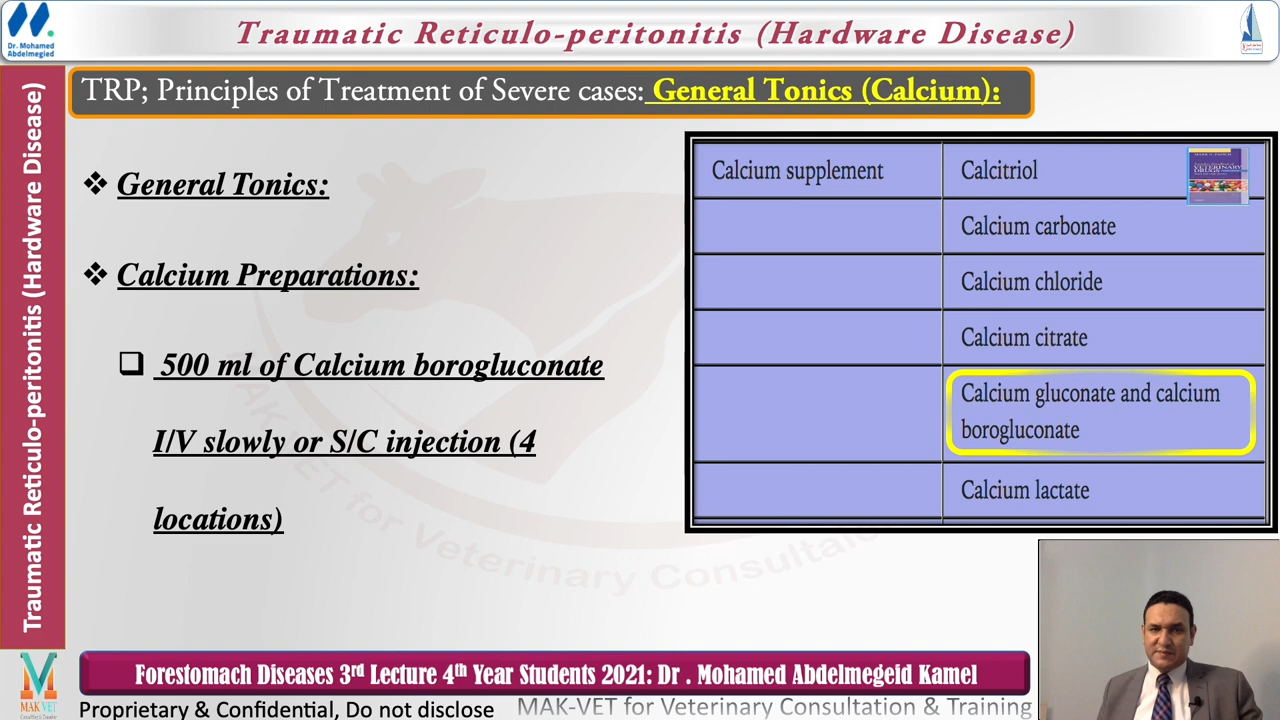 Dr. Mohamed
Abdelmegied
Traumatic Reticulo-peritonitis (Hardware Disease)
Traumatic Reticulo-peritonitis (Hardware Disease)
TRP; Principles of Treatment of Severe cases: General Tonics (Calcium):
❖ General Tonics:
❖ Calcium Preparations:
❑ 500 ml of Calcium borogluconate
I/V slowly or S/C injection (4
locations)
Calcium supplement Calcitriol
VETERINARY
DRUGS
Calcium carbonate
Calcium chloride
Calcium citrate
Calcium gluconate and calcium
borogluconate
Calcium lactate
MAK-VET for Veterinary Consultat
MAK VET
Forestomach Diseases 3rd Lecture 4th Year Students 2021: Dr . Mohamed Abdelmegeid Kamel
Proprietary & Confidential, Do not disclose MAK-VET for Veterinary Consultation & Training